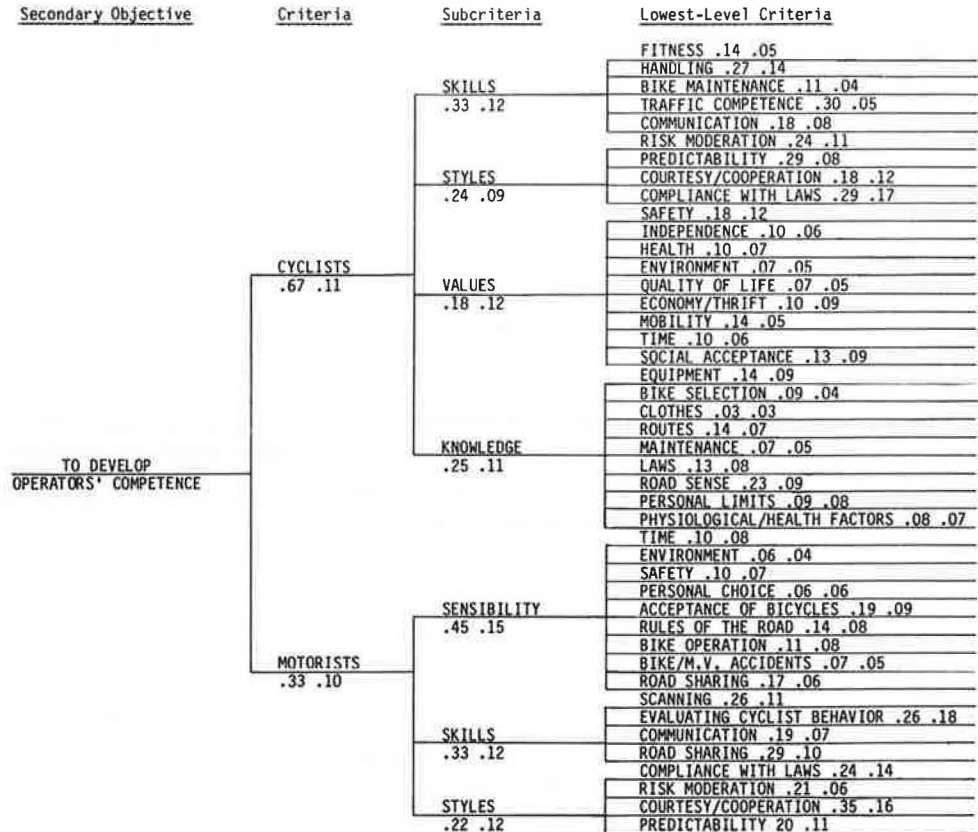 Secondary Objective Criteria Subcriteria Lowest-Level Criteria
FITNESS .14 .05
HANDLING .27 .14
SKILLS
.33 .12
BIKE MAINTENANCE .11 .04
TRAFFIC COMPETENCE .30 .05
COMMUNICATION .18 .08
RISK MODERATION .24 .11
PREDICTABILITY .29 .08
STYLES
.24 .09
COURTESY/COOPERATION .18 .12
COMPLIANCE WITH LAWS .29 .17
SAFETY .18 .12
INDEPENDENCE .10 .06
HEALTH .10 .07
CYCLISTS
.67 .11
ENVIRONMENT .07 .05
VALUES
.18 .12
QUALITY OF LIFE .07 .05
ECONOMY/THRIFT .10 .09
MOBILITY .14 .05
TIME .10 .06
SOCIAL ACCEPTANCE .13 .09
EQUIPMENT .14 .09
BIKE SELECTION .09 .04
CLOTHES .03 .03
ROUTES .14 .07
KNOWLEDGE
.25 .11
MAINTENANCE .07 .05
TO DEVELOP
OPERATORS' COMPETENCE
LAWS .13 .08
ROAD SENSE .23 .09
PERSONAL LIMITS .09 .08
PHYSIOLOGICAL/HEALTH FACTORS .08 .07
TIME .10 .08
ENVIRONMENT .06 .04
SAFETY .10 .07
PERSONAL CHOICE .06 .06
SENSIBILITY
.45 .15
ACCEPTANCE OF BICYCLES .19 .09
RULES OF THE ROAD .14 .08
BIKE OPERATION .11 .08
MOTORISTS
.33 .10
BIKE/M.V. ACCIDENTS .07 .05
ROAD SHARING .17 .06
SCANNING .26 .11
EVALUATING CYCLIST BEHAVIOR .26 .18
SKILLS
.33 .12
COMMUNICATION .19 .07
ROAD SHARING .29 .10
COMPLIANCE WITH LAWS .24 .14
RISK MODERATION .21 .06
STYLES
.22 .12
COURTESY/COOPERATION .35 .16
PREDICTABILITY 20 .11